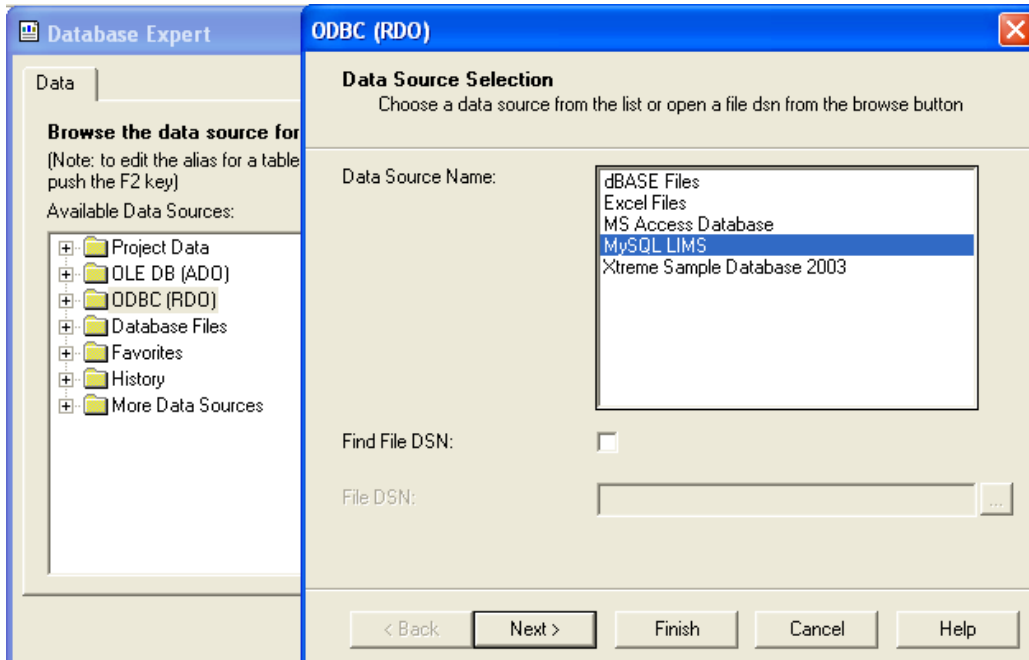 Database Expert
Data
Browse the data source for
(Note: to edit the alias for a table
push the F2 key)
Available Data Sources:
Project Data
OLE DB (ADO)
ODBC (RDO)
Database Files
Favorites
History
More Data Sources
ODBC (RDO)
Data Source Selection
Choose a data source from the list or open a file dsn from the browse button
Data Source Name:
dBASE Files
Excel Files
MS Access Database
MySQL LIMS
Xtreme Sample Database 2003
Find File DSN:
File DSN:
...
< Back
Next >
Finish
Cancel
Help